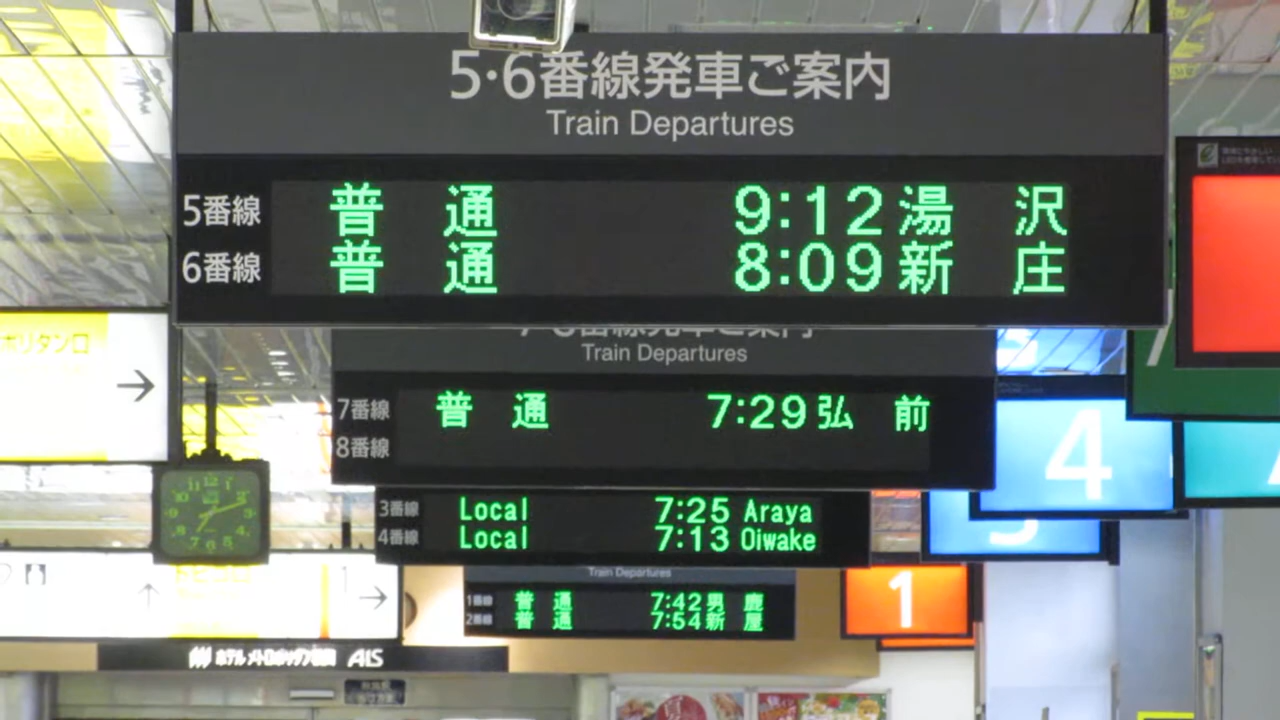 5·6番線発車ご案内
Train Departures
5番線 普通 9:12 湯沢
6番線 普通 8:09 新庄
Train Departures
7番線 普通 7:29 弘前
8番線
3番線 Local 7:25 Araya
4番線 Local 7:13 Oiwake
Train Departures
1番線 普通 7:42 男鹿
2番線 普通 7:54 新屋
4
1
AIS